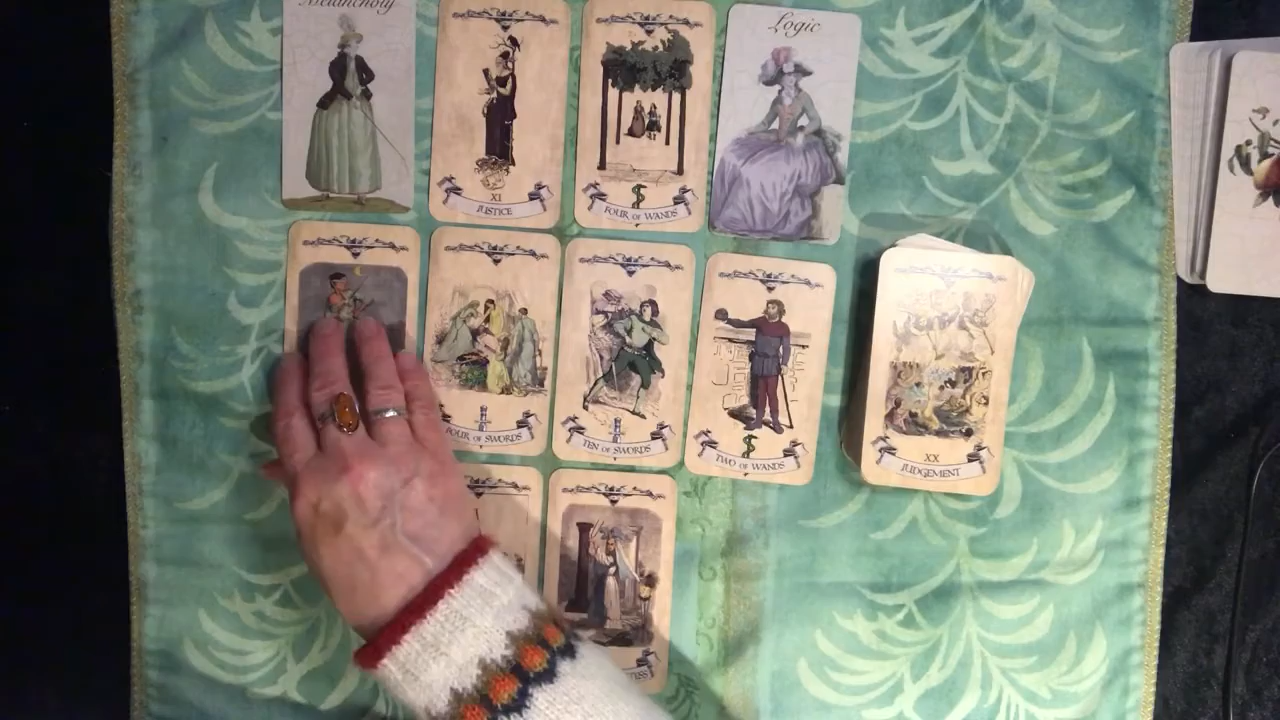 Melancholy
Logic
XI
JUSTICE
FOUR OF WANDS
FOUR OF SWORDS
TEN OF SWORDS
TWO OF WANDS
XX
JUDGEMENT